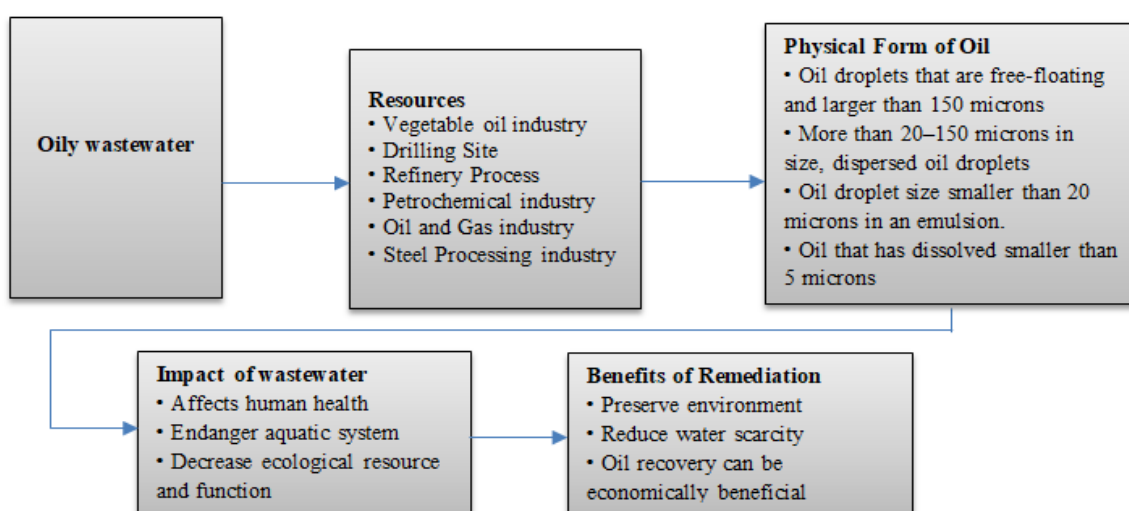 Oily wastewater
Resources
• Vegetable oil industry
• Drilling Site
• Refinery Process
• Petrochemical industry
• Oil and Gas industry
• Steel Processing industry
Physical Form of Oil
• Oil droplets that are free-floating
and larger than 150 microns
• More than 20–150 microns in
size, dispersed oil droplets
• Oil droplet size smaller than 20
microns in an emulsion.
• Oil that has dissolved smaller than
5 microns
Impact of wastewater
• Affects human health
• Endanger aquatic system
• Decrease ecological resource
and function
Benefits of Remediation
• Preserve environment
• Reduce water scarcity
• Oil recovery can be
economically beneficial